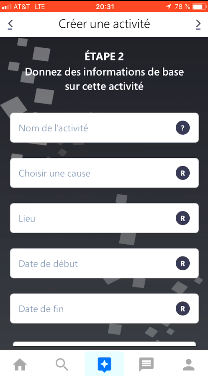 AT&T LTE 20:31 78 %
Créer une activité
ÉTAPE 2
Donnez des informations de base
sur cette activité
Nom de l'activité ?
Choisir une cause R
Lieu R
Date de début R
Date de fin R